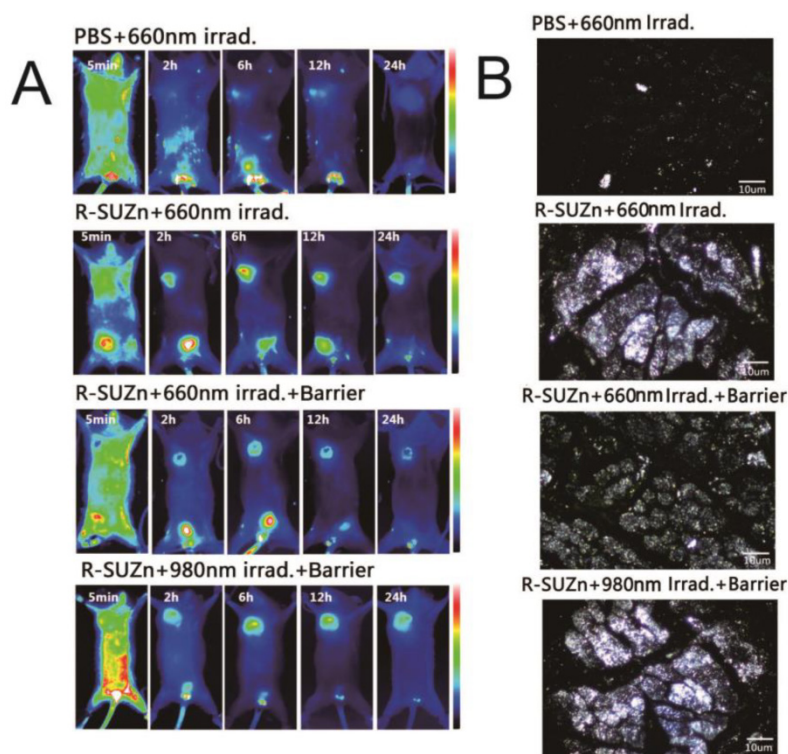 A
PBS+660nm irrad.
5min 2h 6h 12h 24h
R-SUZn+660nm irrad.
5min 2h 6h 12h 24h
R-SUZn+660nm irrad.+Barrier
5min 2h 6h 12h 24h
R-SUZn+980nm irrad.+Barrier
5min 2h 6h 12h 24h
B
PBS+660nm Irrad.
10um
R-SUZn+660nm Irrad.
10um
R-SUZn+660nm Irrad.+Barrier
10um
R-SUZn+980nm Irrad.+Barrier
10um